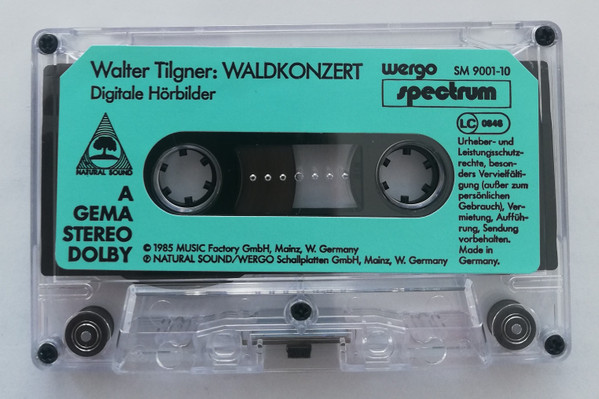 Walter Tilgner: WALDKONZERT
Digitale Hörbilder
wergo
spectrum
SM 9001-10
LC 0846
NATURAL SOUND
A
GEMA
STEREO
DOLBY
Urheber- und
Leistungsschutz-
rechte, beson-
ders Vervielfälti-
gung (außer zum
persönlichen
Gebrauch), Ver-
mietung, Auffüh-
rung, Sendung
vorbehalten.
Made in
Germany.
© 1985 MUSIC Factory GmbH, Mainz, W. Germany
℗ NATURAL SOUND/WERGO Schallplatten GmbH, Mainz, W. Germany